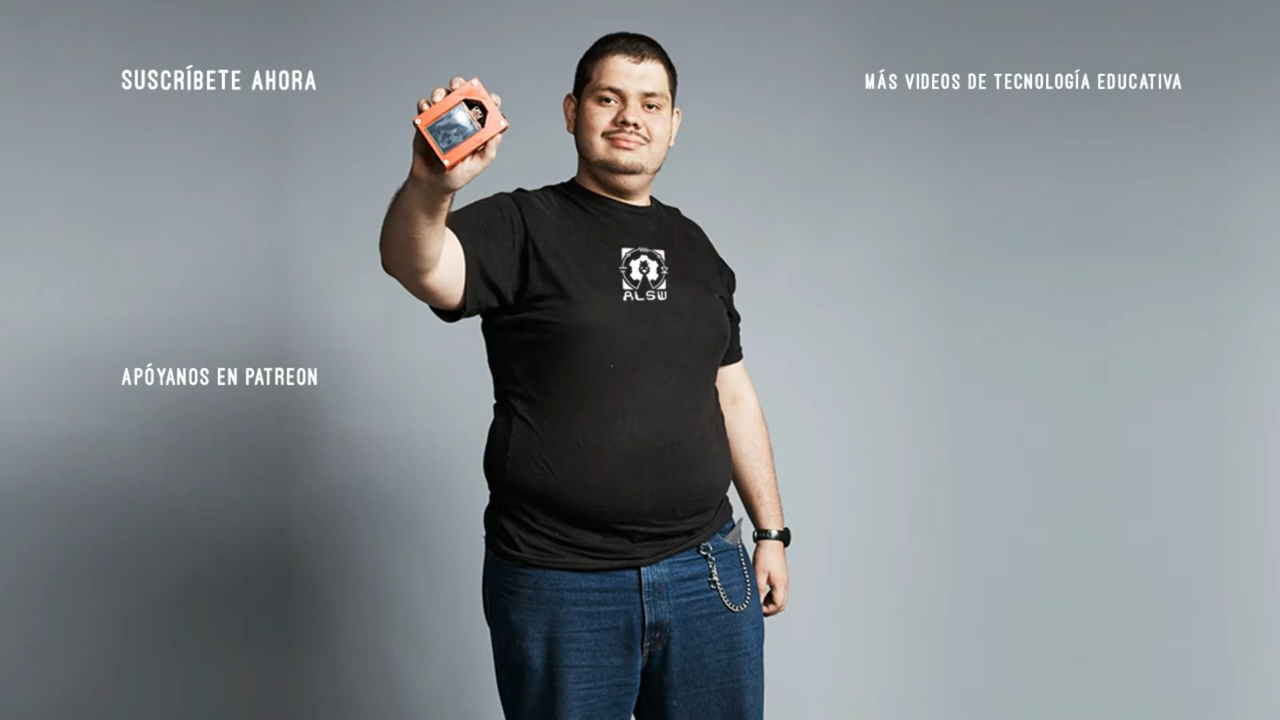 SUSCRÍBETE AHORA
MÁS VIDEOS DE TECNOLOGÍA EDUCATIVA
ALSW
APÓYANOS EN PATREON